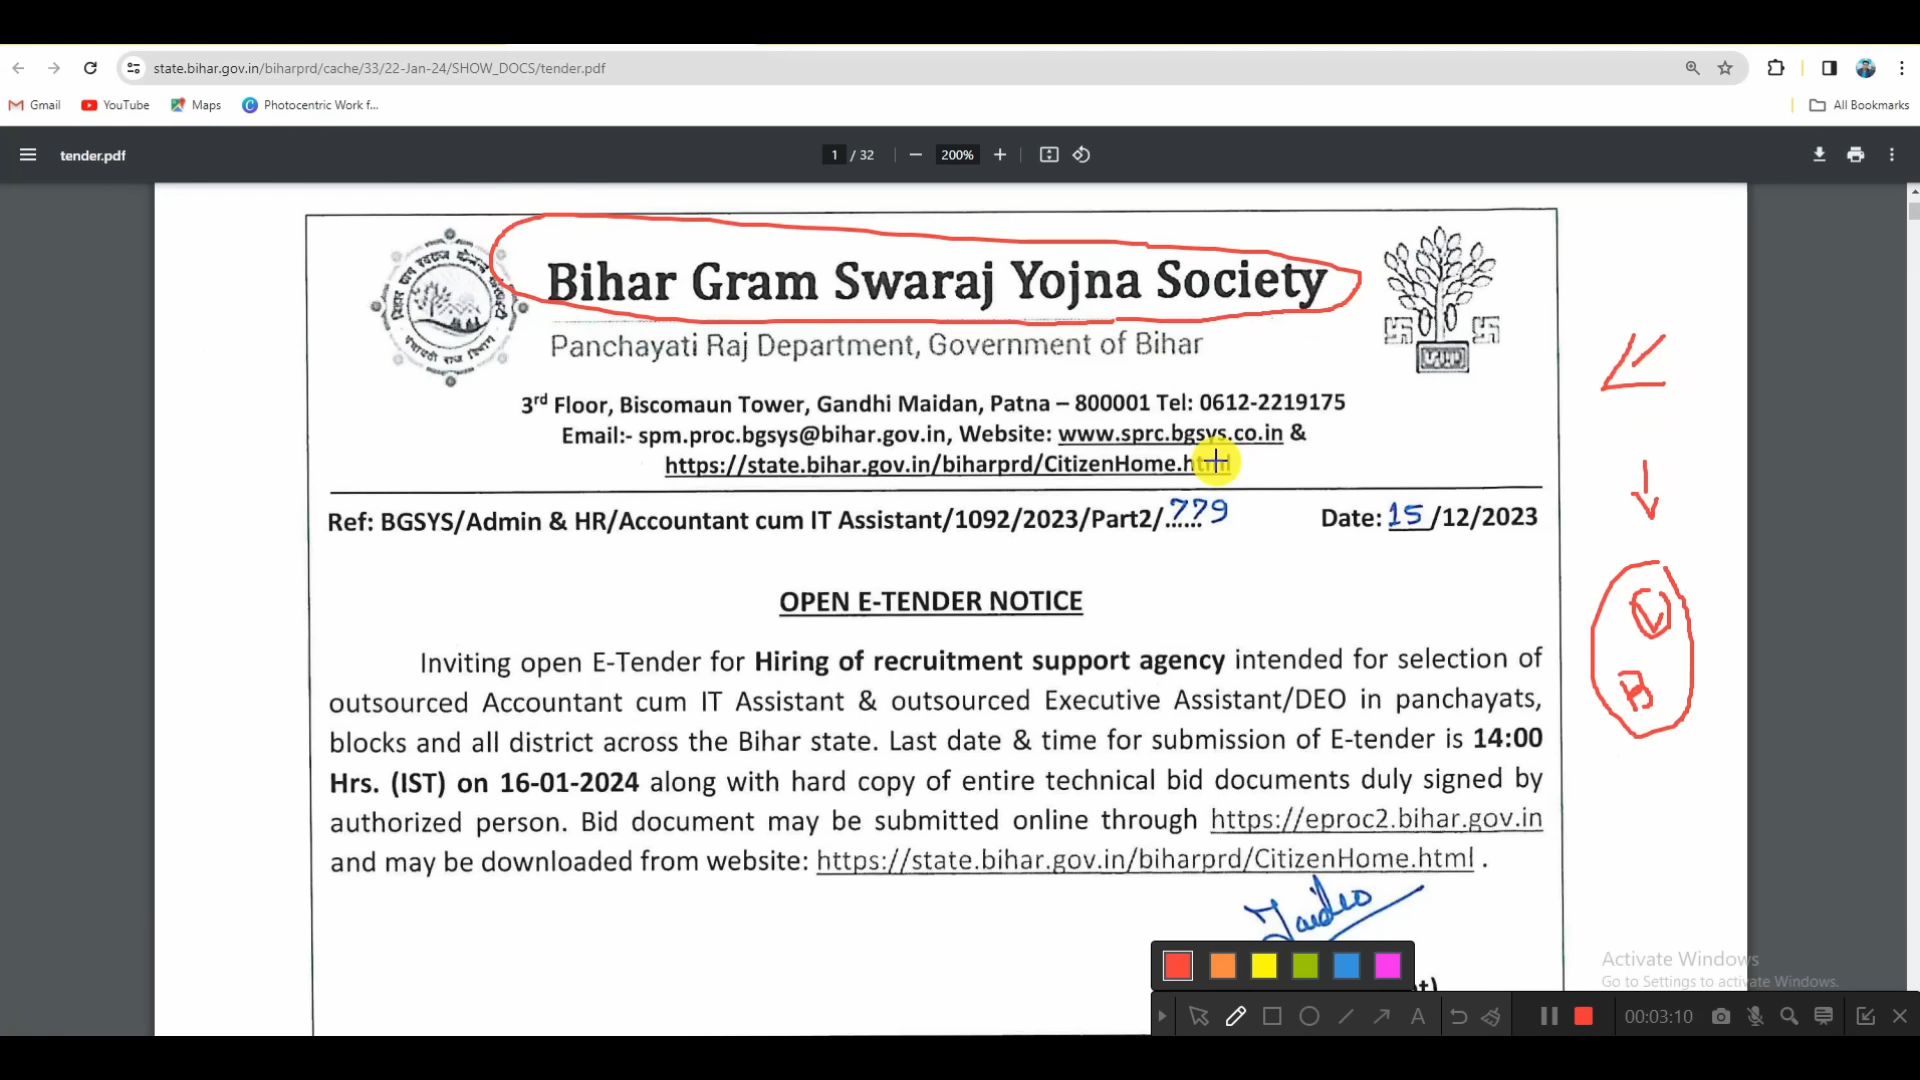 state.bihar.gov.in/biharprd/cache/33/22-Jan-24/SHOW_DOCS/tender.pdf
Gmail YouTube Maps Photocentric Work f... All Bookmarks
tender.pdf 1 / 32 200%
Bihar Gram Swaraj Yojna Society
Panchayati Raj Department, Government of Bihar
3rd Floor, Biscomaun Tower, Gandhi Maidan, Patna – 800001 Tel: 0612-2219175
Email:- spm.proc.bgsys@bihar.gov.in, Website: www.sprc.bgsys.co.in &
https://state.bihar.gov.in/biharprd/CitizenHome.html
Ref: BGSYS/Admin & HR/Accountant cum IT Assistant/1092/2023/Part2/......779 Date: 15/12/2023
OPEN E-TENDER NOTICE
Inviting open E-Tender for Hiring of recruitment support agency intended for selection of
outsourced Accountant cum IT Assistant & outsourced Executive Assistant/DEO in panchayats,
blocks and all district across the Bihar state. Last date & time for submission of E-tender is 14:00
Hrs. (IST) on 16-01-2024 along with hard copy of entire technical bid documents duly signed by
authorized person. Bid document may be submitted online through https://eproc2.bihar.gov.in
and may be downloaded from website: https://state.bihar.gov.in/biharprd/CitizenHome.html .
V
B
Activate Windows
Go to Settings to activate Windows.
A
00:03:10